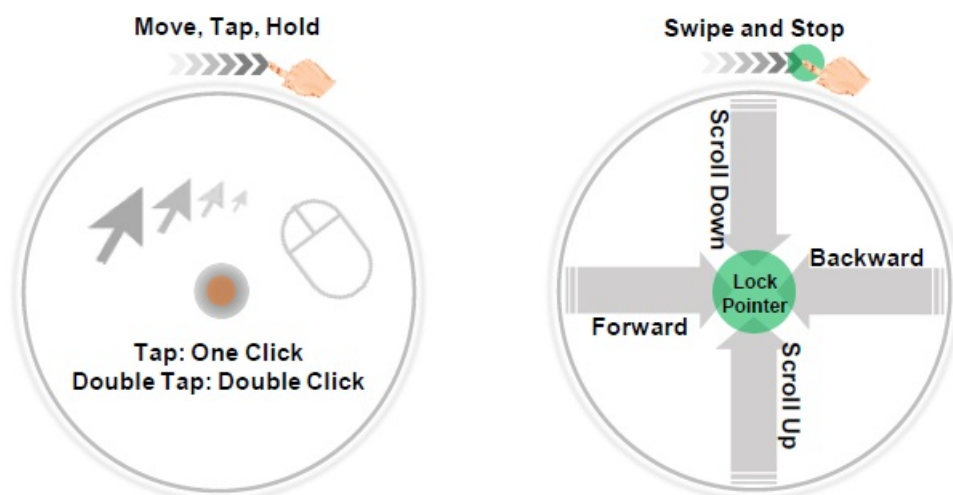 Move, Tap, Hold
Tap: One Click
Double Tap: Double Click
Swipe and Stop
Scroll Down
Backward
Lock
Pointer
Forward
Scroll Up